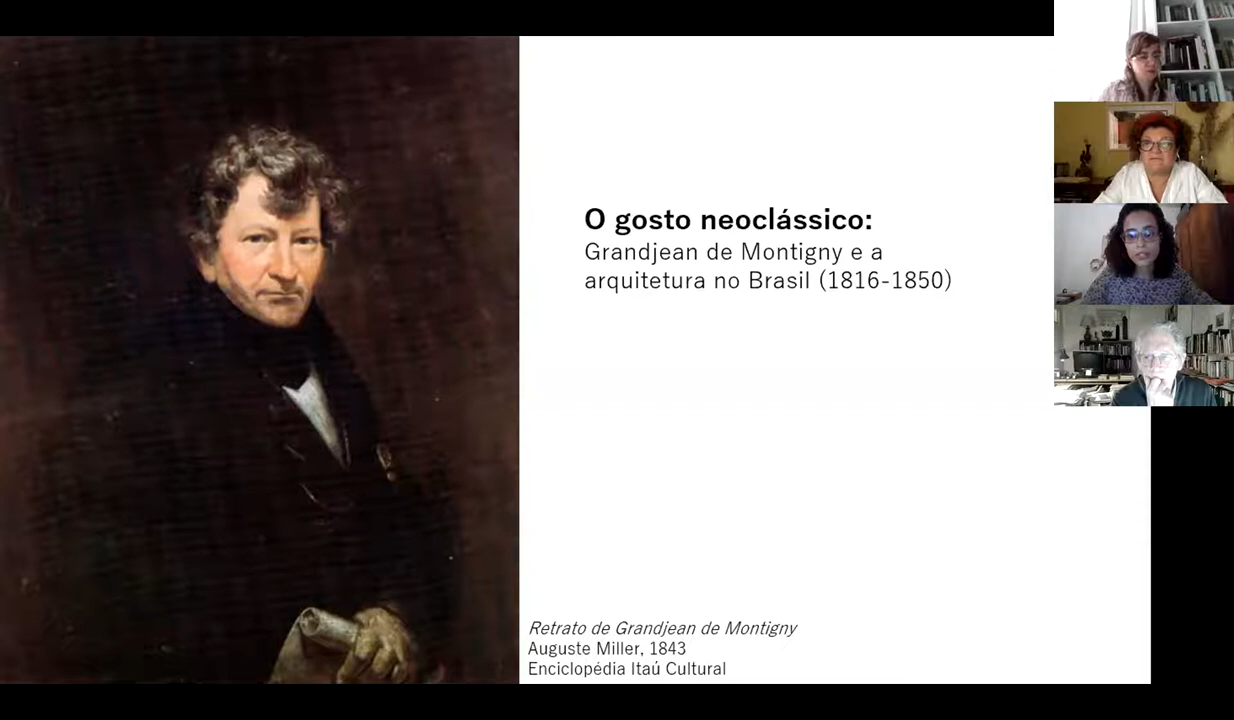 O gosto neoclássico:
Grandjean de Montigny e a
arquitetura no Brasil (1816-1850)
Retrato de Grandjean de Montigny
Auguste Miller, 1843
Enciclopédia Itaú Cultural